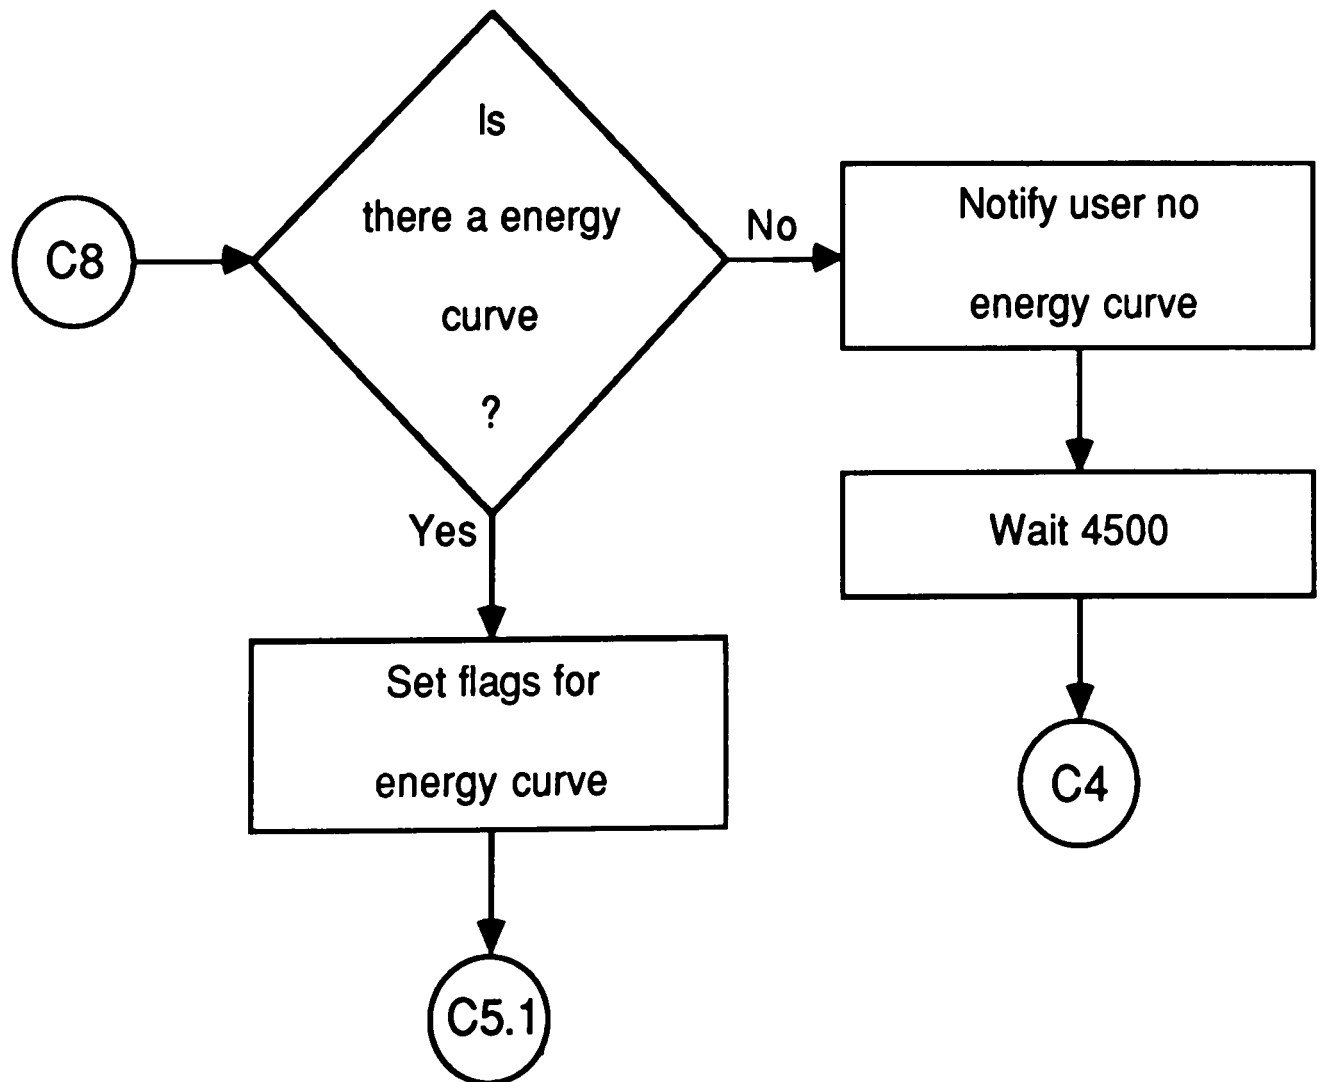 C8
Is
there a energy
curve
?
No
Notify user no
energy curve
Wait 4500
C4
Yes
Set flags for
energy curve
C5.1